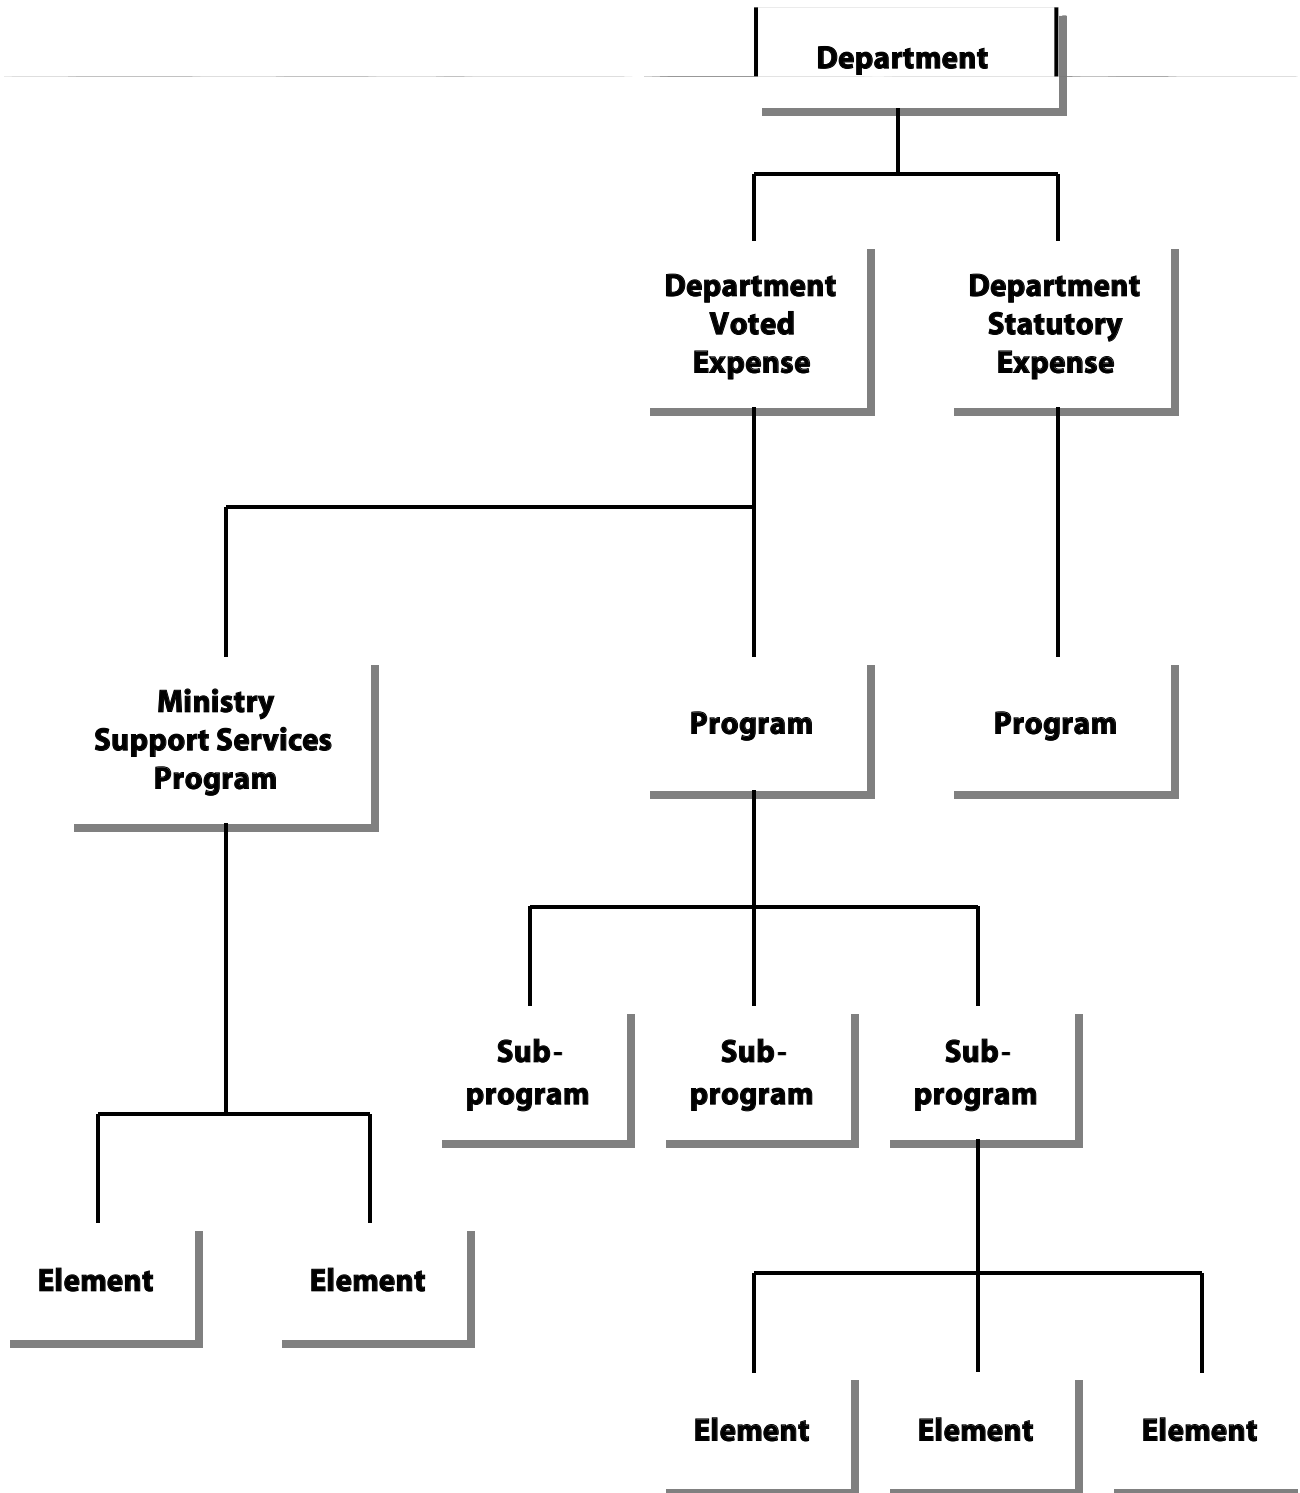 Department
Department
Voted
Expense
Department
Statutory
Expense
Ministry
Support Services
Program
Program
Program
Sub-
program
Sub-
program
Sub-
program
Element
Element
Element
Element
Element